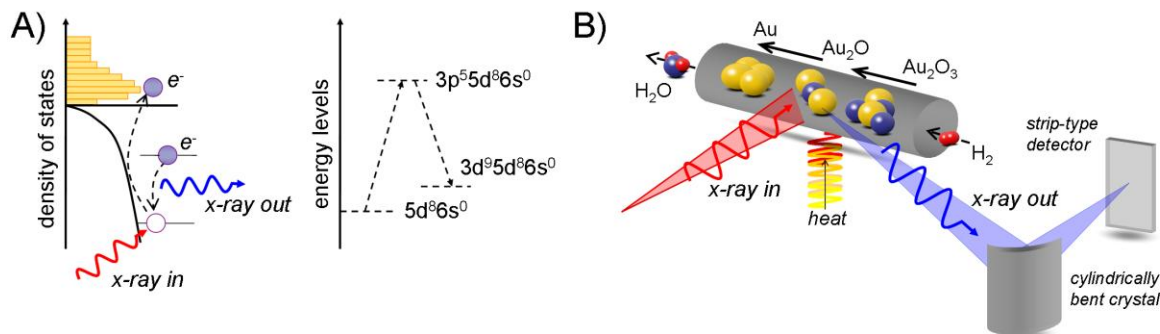 A)
density of states
e⁻
e⁻
x-ray out
x-ray in
energy levels
3p⁵5d⁸6s⁰
3d⁹5d⁸6s⁰
5d⁸6s⁰
B)
Au
Au₂O
Au₂O₃
H₂O
H₂
x-ray in
heat
x-ray out
strip-type
detector
cylindrically
bent crystal